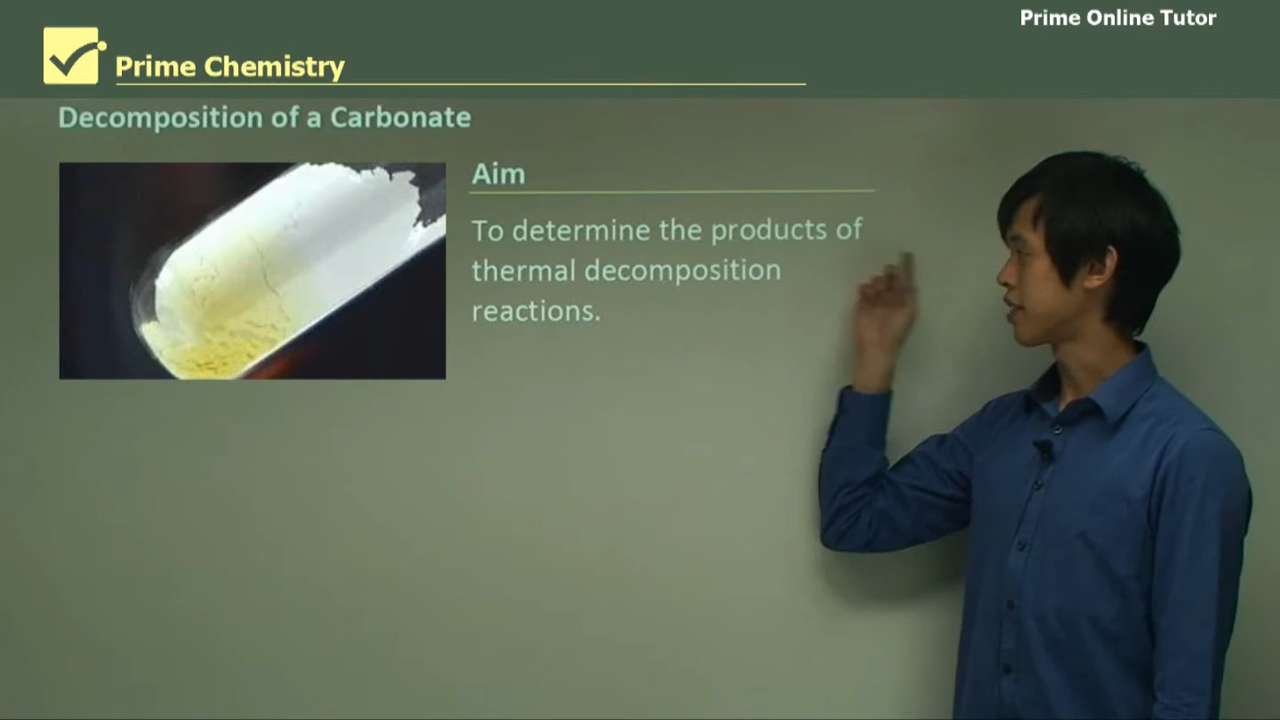 Prime Online Tutor
Prime Chemistry
Decomposition of a Carbonate
Aim
To determine the products of
thermal decomposition
reactions.